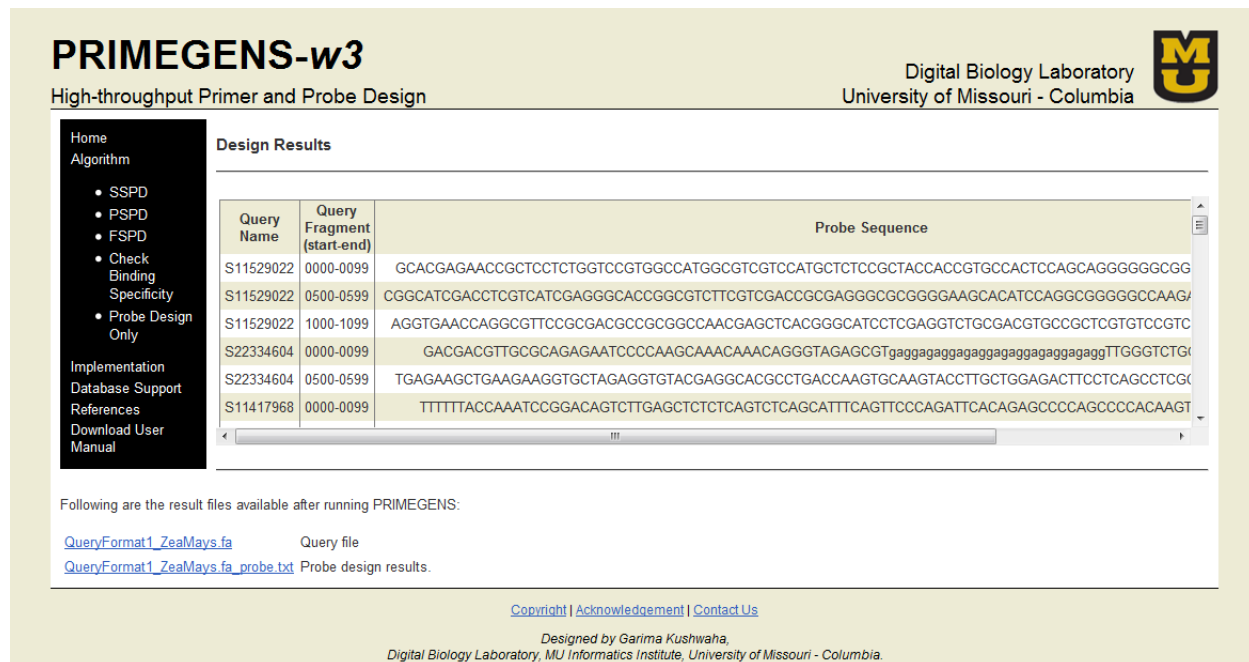 PRIMEGENS-w3
High-throughput Primer and Probe Design
Digital Biology Laboratory
University of Missouri - Columbia
MU
Home
Algorithm
• SSPD
• PSPD
• FSPD
• Check
Binding
Specificity
• Probe Design
Only
Implementation
Database Support
References
Download User
Manual
Design Results
Query Name Query Fragment (start-end) Probe Sequence
S11529022 0000-0099 GCACGAGAACCGCTCCTCTGGTCCGTGGCCATGGCGTCGTCCATGCTCTCCGCTACCACCGTGCCACTCCAGCAGGGGGGCGG
S11529022 0500-0599 CGGCATCGACCTCGTCATCGAGGGCACCGGCGTCTTCGTCGACCGCGAGGGCGCGGGGAAGCACATCCAGGCGGGGGCCAAGA
S11529022 1000-1099 AGGTGAACCAGGCGTTCCGCGACGCCGCGGCCAACGAGCTCACGGGCATCCTCGAGGTCTGCGACGTGCCGCTCGTGTCCGTC
S22334604 0000-0099 GACGACGTTGCGCAGAGAATCCCCAAGCAAACAAACAGGGTAGAGCGTgaggagaggagaggagaggagaggagaggTTGGGTCTG
S22334604 0500-0599 TGAGAAGCTGAAGAAGGTGCTAGAGGTGTACGAGGCACGCCTGACCAAGTGCAAGTACCTTGCTGGAGACTTCCTCAGCCTCGC
S11417968 0000-0099 TTTTTTACCAAATCCGGACAGTCTTGAGCTCTCTCAGTCTCAGCATTTCAGTTCCCAGATTCACAGAGCCCCAGCCCCACAAGT
Following are the result files available after running PRIMEGENS:
QueryFormat1_ZeaMays.fa Query file
QueryFormat1_ZeaMays.fa_probe.txt Probe design results.
Copyright | Acknowledgement | Contact Us
Designed by Garima Kushwaha,
Digital Biology Laboratory, MU Informatics Institute, University of Missouri - Columbia.